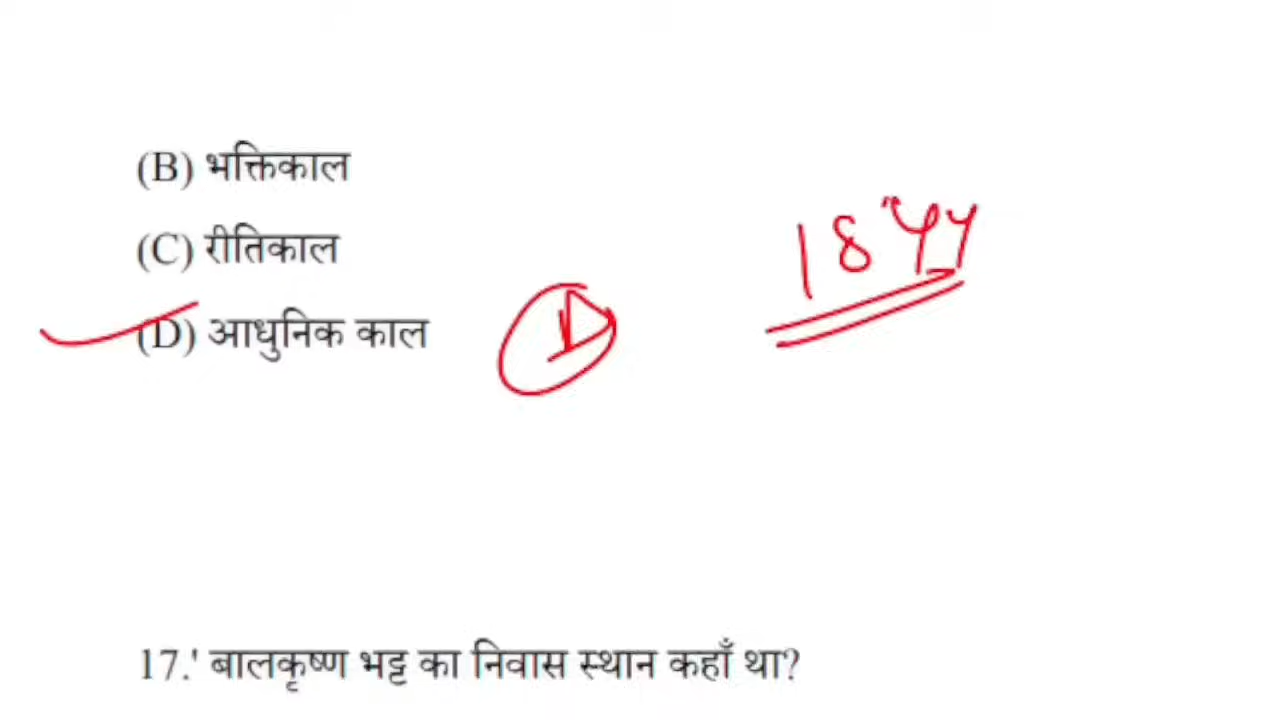 (B) भक्तिकाल
(C) रीतिकाल
1844
(D) आधुनिक काल
D
17.' बालकृष्ण भट्ट का निवास स्थान कहाँ था?